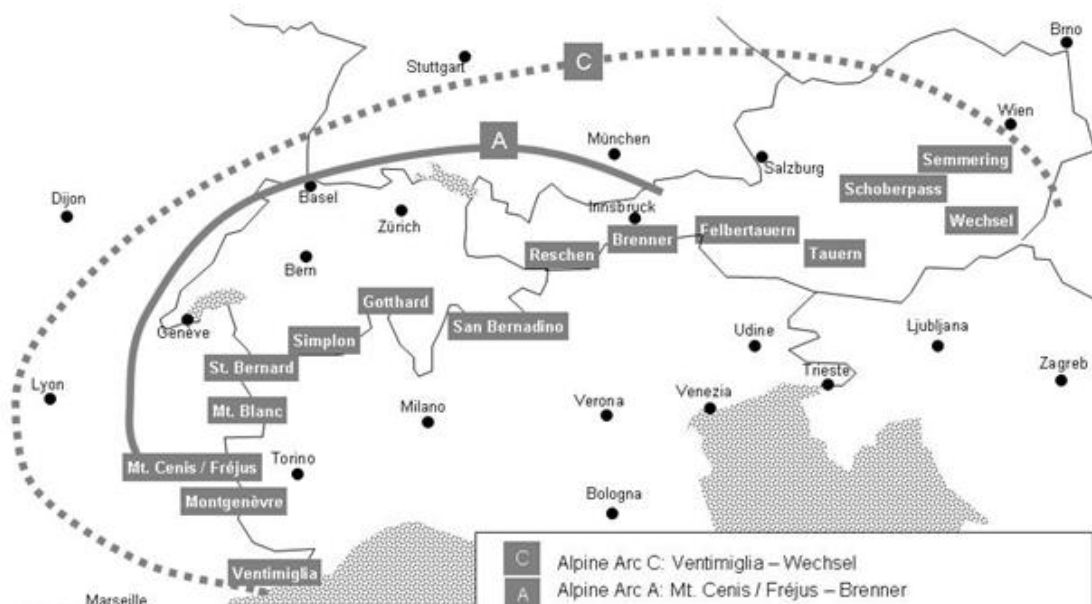 Brno
Stuttgart
C
Wien
München
A
Salzburg
Semmering
Basel
Schoberpass
Dijon
Zürich
Innsbruck
Wechsel
Brenner
Felbertauern
Reschen
Tauern
Bern
Gotthard
San Bernadino
Genève
Simplon
Udine
Ljubljana
St. Bernard
Zagreb
Lyon
Trieste
Mt. Blanc
Milano
Verona
Venezia
Mt. Cenis / Fréjus
Torino
Montgenèvre
Bologna
C Alpine Arc C: Ventimiglia – Wechsel
Ventimiglia
A Alpine Arc A: Mt. Cenis / Fréjus – Brenner
Marseille